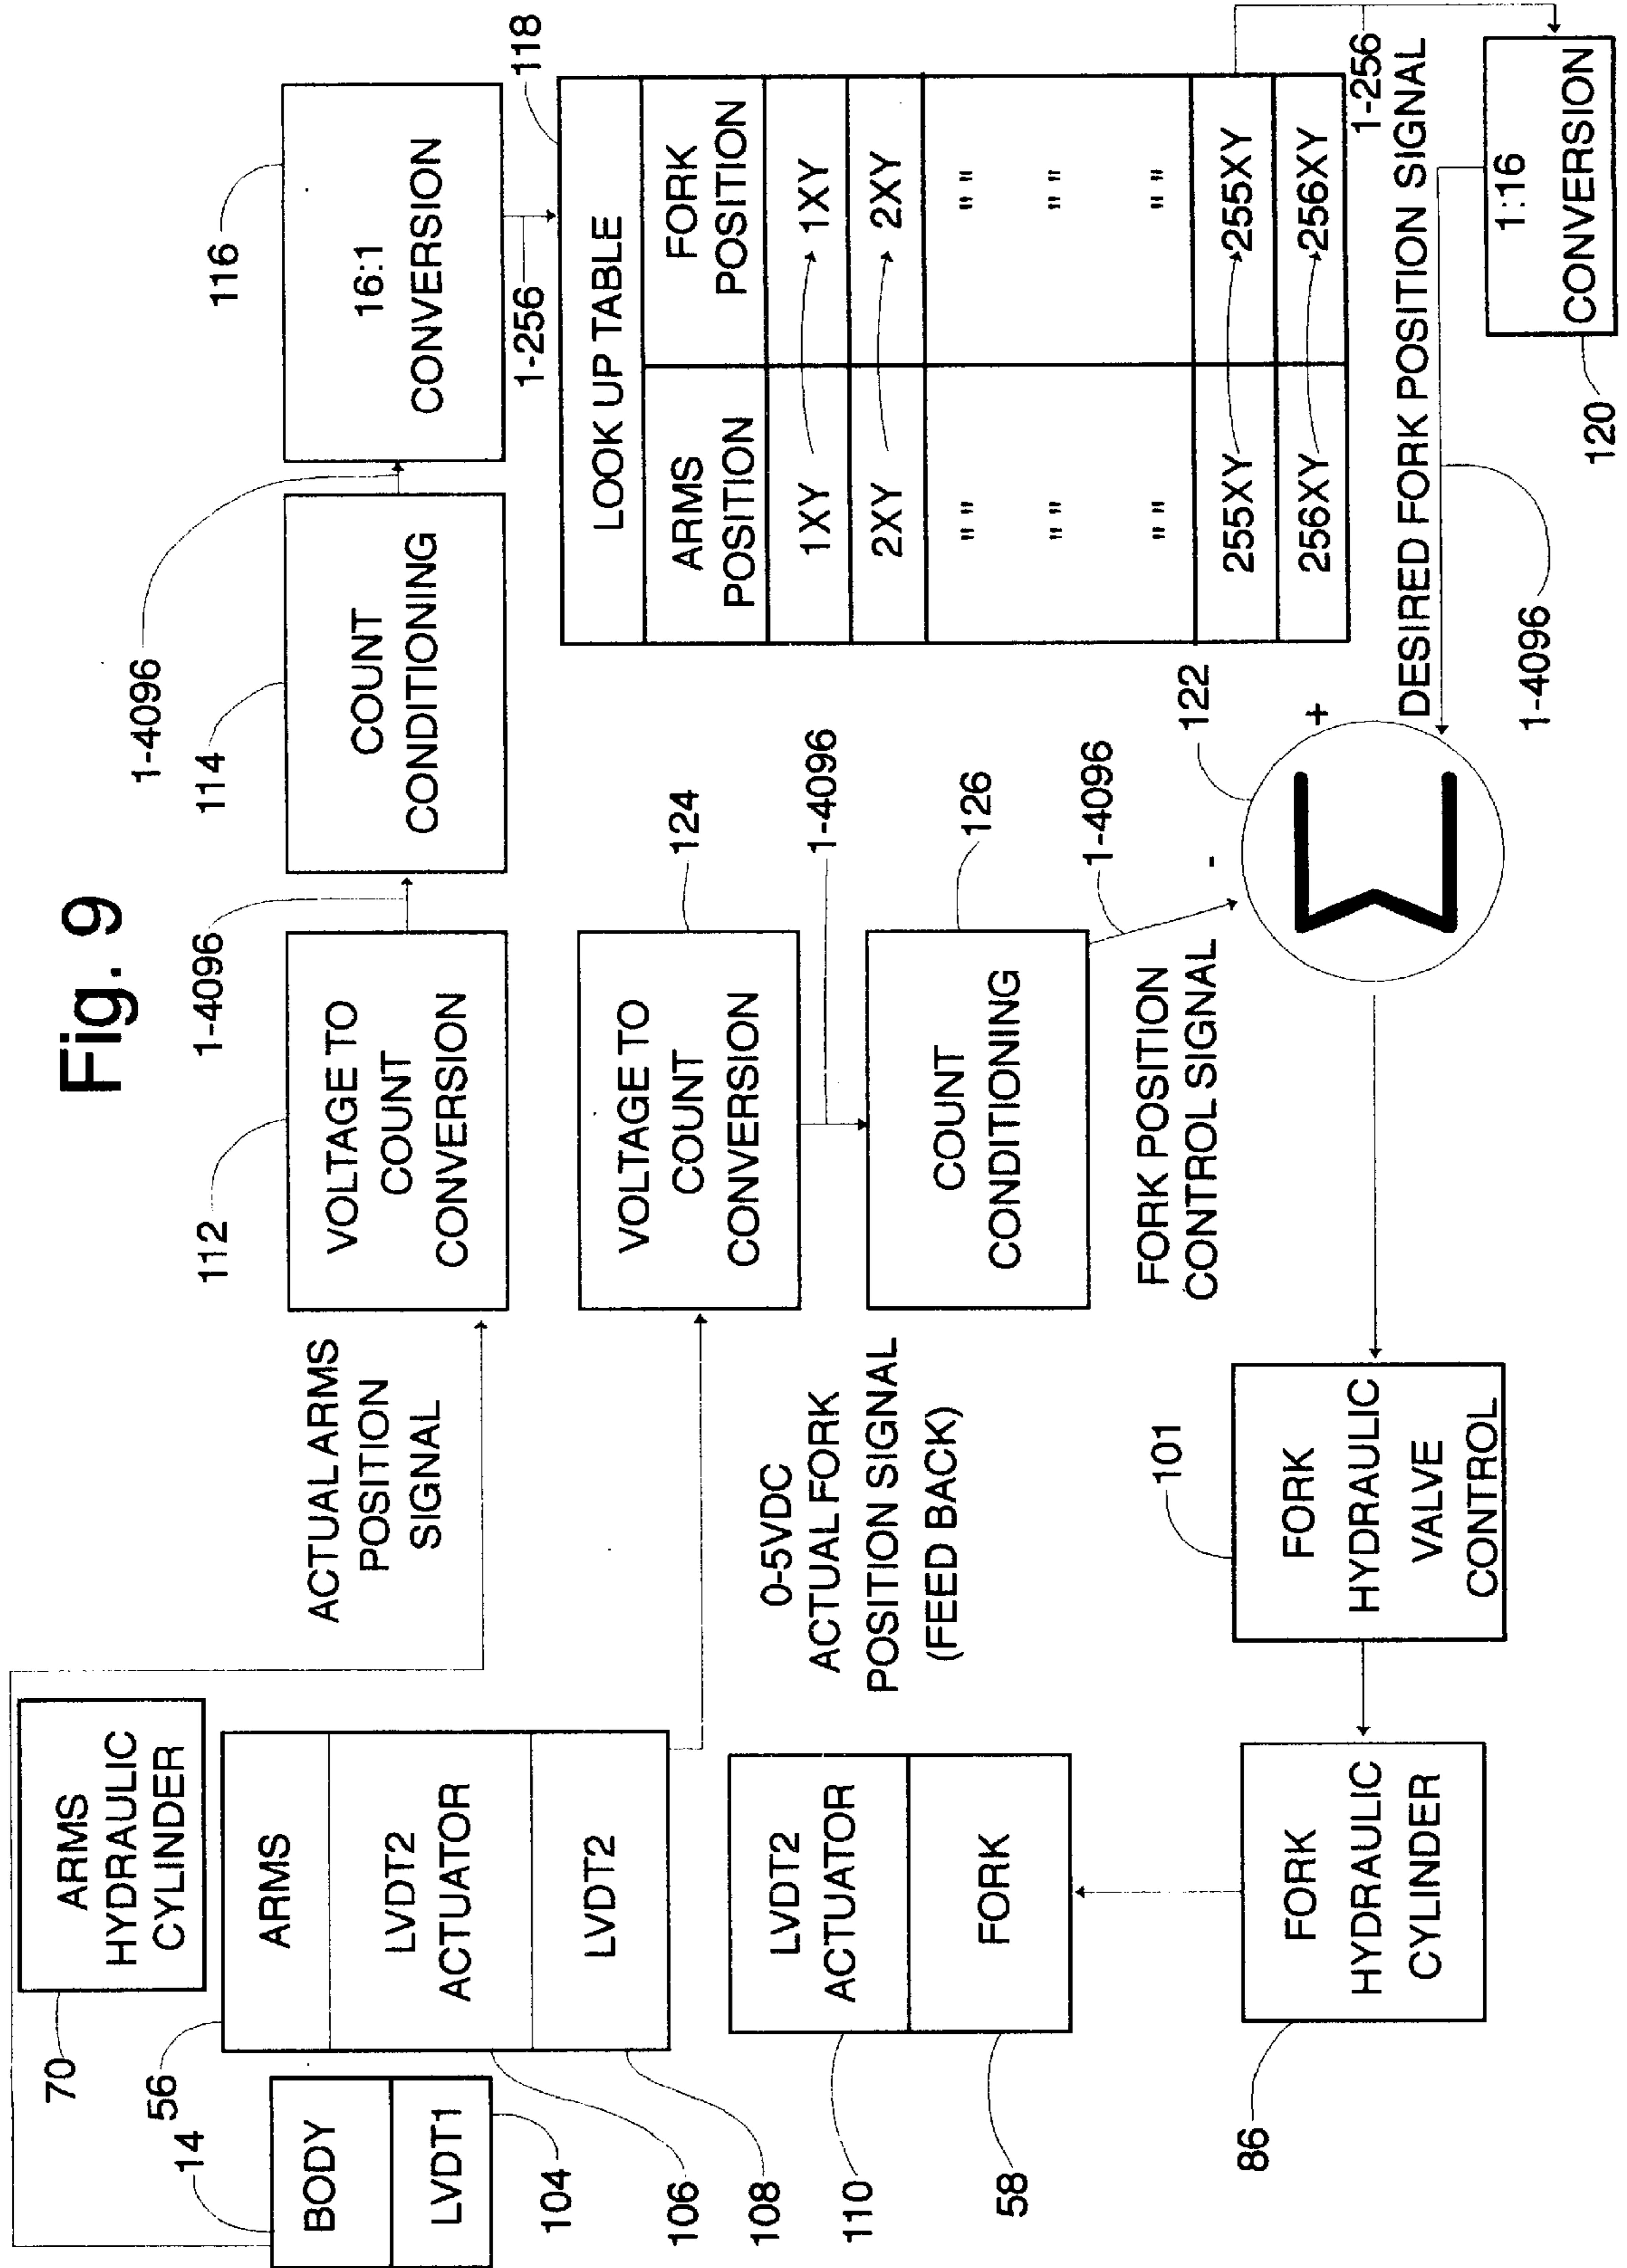 Fig. 9
70
ARMS
HYDRAULIC
CYLINDER
14
BODY
LVDT1
104
56
ARMS
LVDT2
ACTUATOR
LVDT2
106
108
ACTUAL ARMS
POSITION
SIGNAL
112
VOLTAGE TO
COUNT
CONVERSION
1-4096
114
COUNT
CONDITIONING
1-4096
116
16:1
CONVERSION
1-256
118
LOOK UP TABLE
ARMS
POSITION
FORK
POSITION
1XY
1XY
2XY
2XY
" "
" "
" "
" "
" "
" "
255XY
255XY
256XY
256XY
1-256
1:16
CONVERSION
120
DESIRED FORK POSITION SIGNAL
1-4096
110
LVDT2
ACTUATOR
FORK
58
0-5VDC
ACTUAL FORK
POSITION SIGNAL
(FEED BACK)
VOLTAGE TO
COUNT
CONVERSION
124
1-4096
COUNT
CONDITIONING
126
1-4096
FORK POSITION
CONTROL SIGNAL
-
+
122
Σ
101
FORK
HYDRAULIC
VALVE
CONTROL
FORK
HYDRAULIC
CYLINDER
86